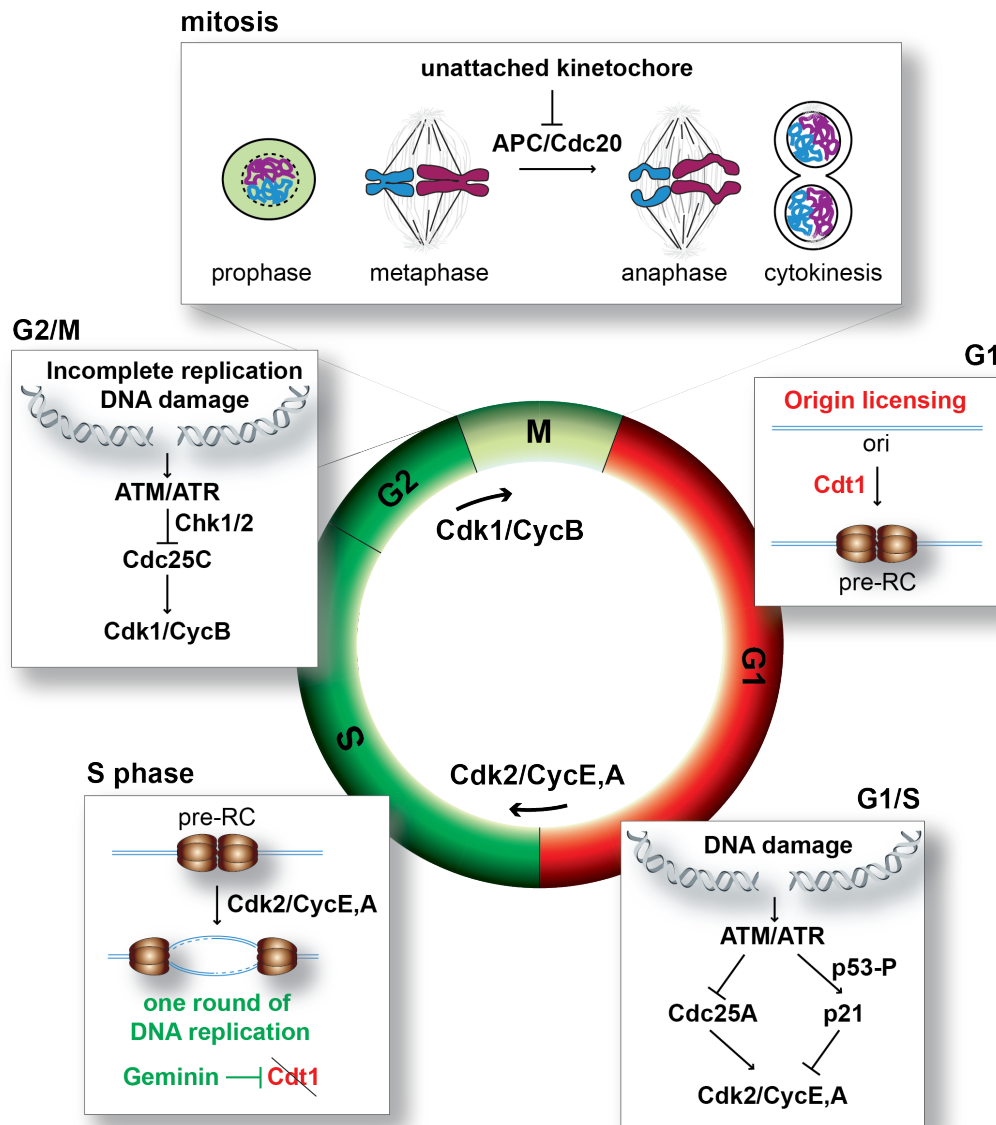 mitosis
unattached kinetochore
APC/Cdc20
prophase
metaphase
anaphase
cytokinesis
G2/M
Incomplete replication
DNA damage
ATM/ATR
Chk1/2
Cdc25C
Cdk1/CycB
G1
Origin licensing
ori
Cdt1
pre-RC
M
G2
Cdk1/CycB
G1
S
Cdk2/CycE,A
S phase
pre-RC
Cdk2/CycE,A
one round of
DNA replication
Geminin
Cdt1
G1/S
DNA damage
ATM/ATR
p53-P
Cdc25A
p21
Cdk2/CycE,A